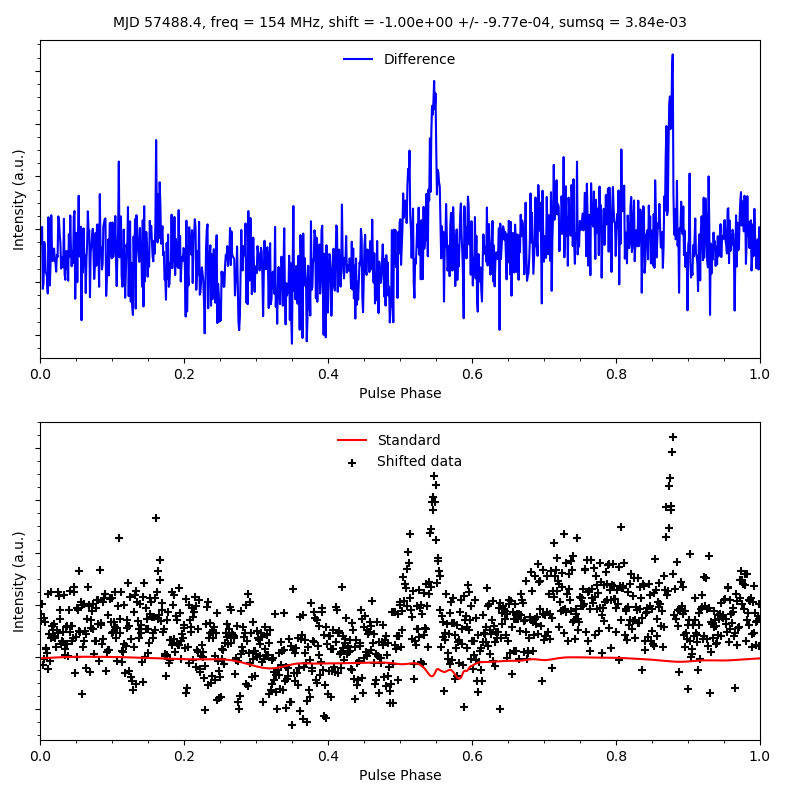 MJD 57488.4, freq = 154 MHz, shift = -1.00e+00 +/- -9.77e-04, sumsq = 3.84e-03
Difference
Intensity (a.u.)
0.0 0.2 0.4 0.6 0.8 1.0
Pulse Phase
Standard
Shifted data
Intensity (a.u.)
0.0 0.2 0.4 0.6 0.8 1.0
Pulse Phase